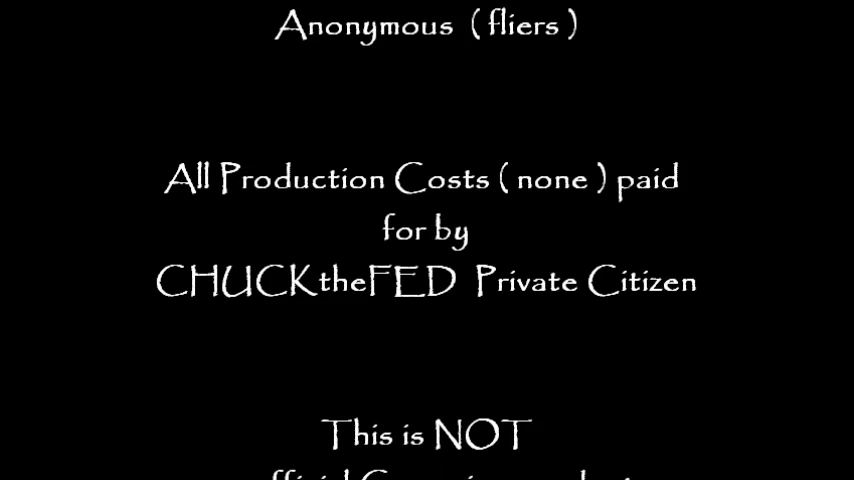 Anonymous ( fliers )
All Production Costs ( none ) paid
for by
CHUCKtheFED Private Citizen
This is NOT